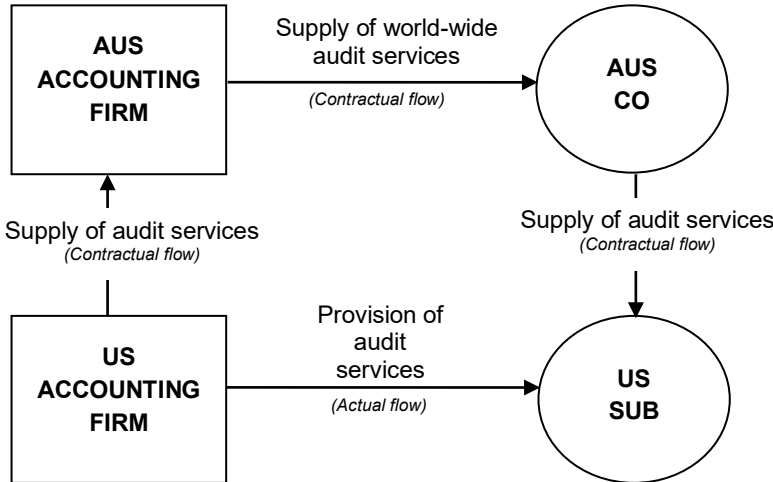 AUS
ACCOUNTING
FIRM
Supply of world-wide
audit services
(Contractual flow)
AUS
CO
Supply of audit services
(Contractual flow)
Supply of audit services
(Contractual flow)
US
ACCOUNTING
FIRM
Provision of
audit
services
(Actual flow)
US
SUB